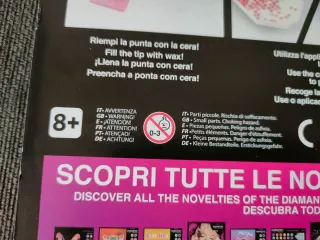 Riempi la punta con la cera!
Fill the tip with wax!
¡Llena la punta con cera!
Preencha a ponta com cera!
Utilizza l'appl
Use the
to
Recoge la
Use o aplica
8+
IT- AVVERTENZA
GB - WARNING!
E - ¡ATENCIÓN!
FR - ATTENTION!
PT - ATENÇÃO!
DE - ACHTUNG!
0-3
IT- Parti piccole. Rischio di soffocamento.
GB - Small parts. Choking hazard.
E - Piezas pequeñas. Peligro de asfixia.
FR - Petits éléments. Danger d'étouffement.
PT - Peças pequenas. Perigo de asfixia.
DE - Kleine Bestandteile. Erstickungsgefahr.
SCOPRI TUTTE LE NO
DISCOVER ALL THE NOVELTIES OF THE DIAMAN
DESCUBRA TO